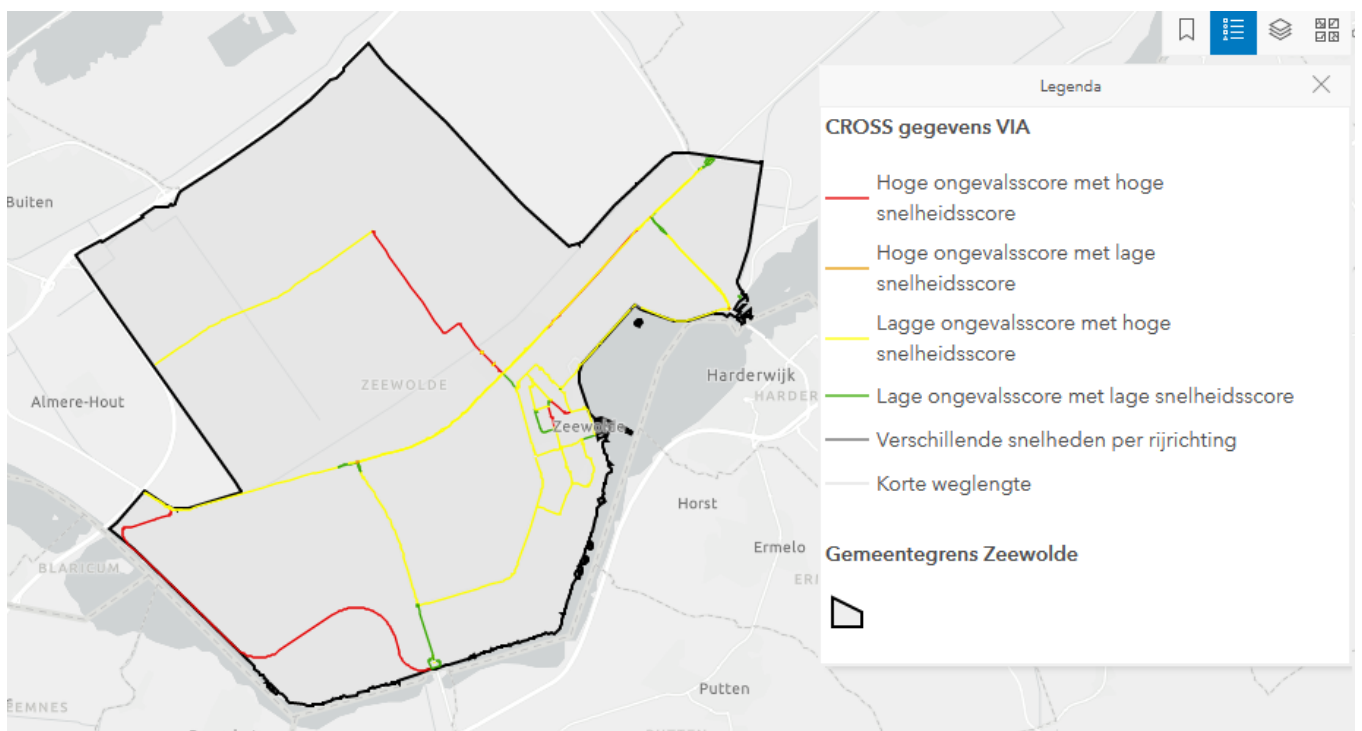 Legenda
CROSS gegevens VIA
Hoge ongevalsscore met hoge
snelheidsscore
Hoge ongevalsscore met lage
snelheidsscore
Lagge ongevalsscore met hoge
snelheidsscore
Lage ongevalsscore met lage snelheidsscore
Verschillende snelheden per rijrichting
Korte weglengte
Gemeentegrens Zeewolde
Buiten
ZEEWOLDE
Almere-Hout
Harderwijk
HARDER
Zeewolde
Horst
Ermelo
ERI
BLARICUM
Putten
EEMNES